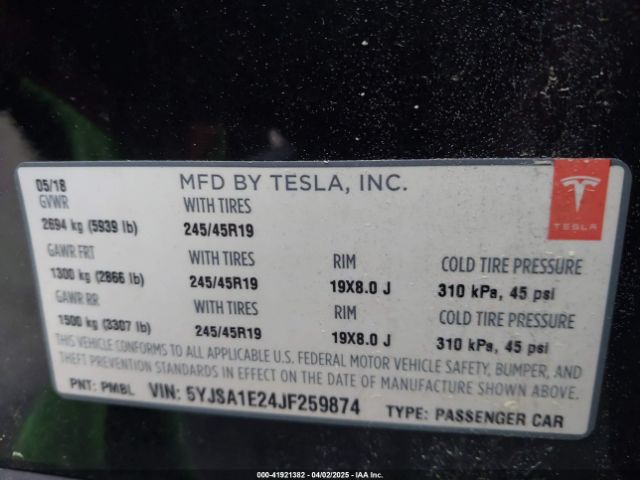 05/18 MFD BY TESLA, INC.
GVWR WITH TIRES
2694 kg (5939 lb) 245/45R19
GAWR FRT WITH TIRES RIM COLD TIRE PRESSURE
1300 kg (2866 lb) 245/45R19 19X8.0 J 310 kPa, 45 psi
GAWR RR WITH TIRES RIM COLD TIRE PRESSURE
1500 kg (3307 lb) 245/45R19 19X8.0 J 310 kPa, 45 psi
THIS VEHICLE CONFORMS TO ALL APPLICABLE U.S. FEDERAL MOTOR VEHICLE SAFETY, BUMPER, AND
THEFT PREVENTION STANDARDS IN EFFECT ON THE DATE OF MANUFACTURE SHOWN ABOVE.
PNT: PMBL VIN: 5YJSA1E24JF259874 TYPE: PASSENGER CAR
TESLA
000-41921382 - 04/02/2025 - IAA Inc.